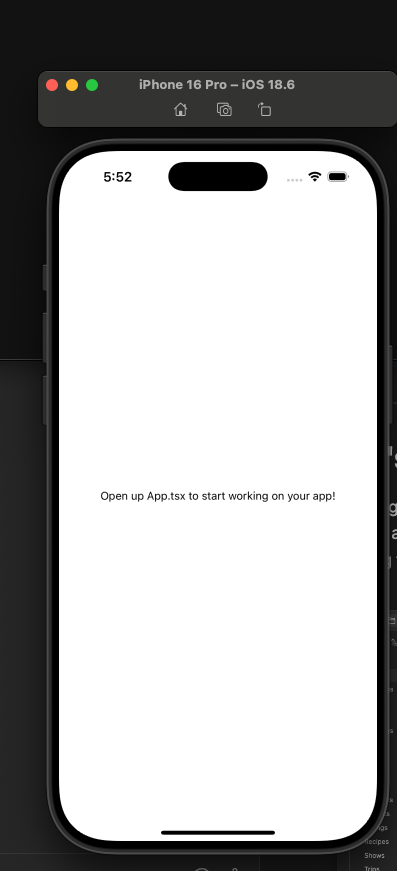 iPhone 16 Pro – iOS 18.6
5:52
Open up App.tsx to start working on your app!
Recipes
Shows
Trips